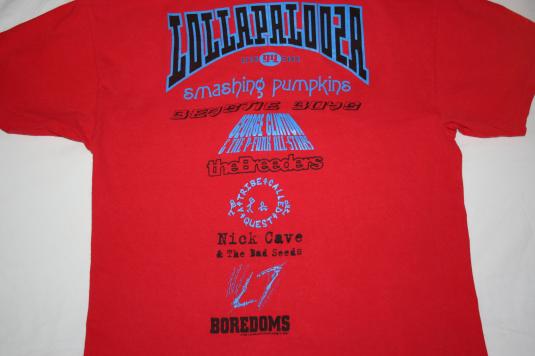 LOLLAPALOOZA
94
smashing pumpkins
BEASTIE BOYS
GEORGE CLINTON
& THE P-FUNK ALL-STARS
the Breeders
A TRIBE CALLED
QUEST
Nick Cave
& The Bad Seeds
L7
BOREDOMS